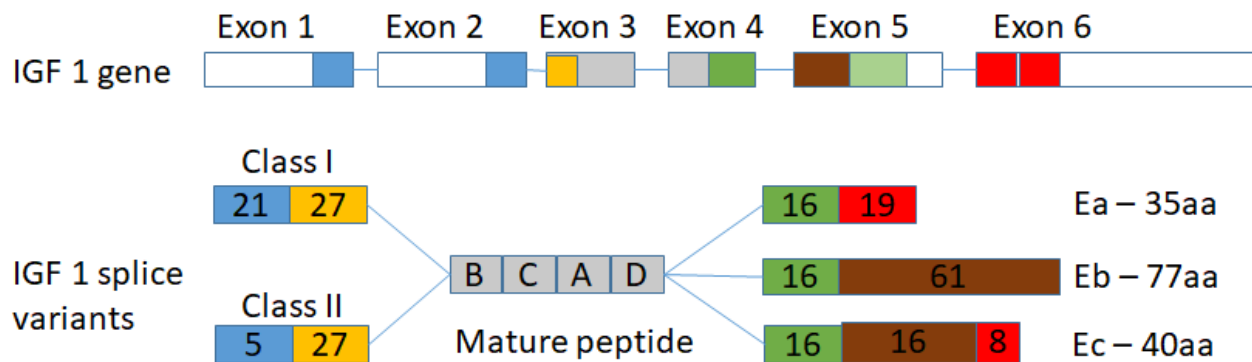 Exon 1 Exon 2 Exon 3 Exon 4 Exon 5 Exon 6
IGF 1 gene
Class I
21 27 16 19 Ea – 35aa
IGF 1 splice
variants
B C A D 16 61 Eb – 77aa
Class II
5 27 Mature peptide 16 16 8 Ec – 40aa